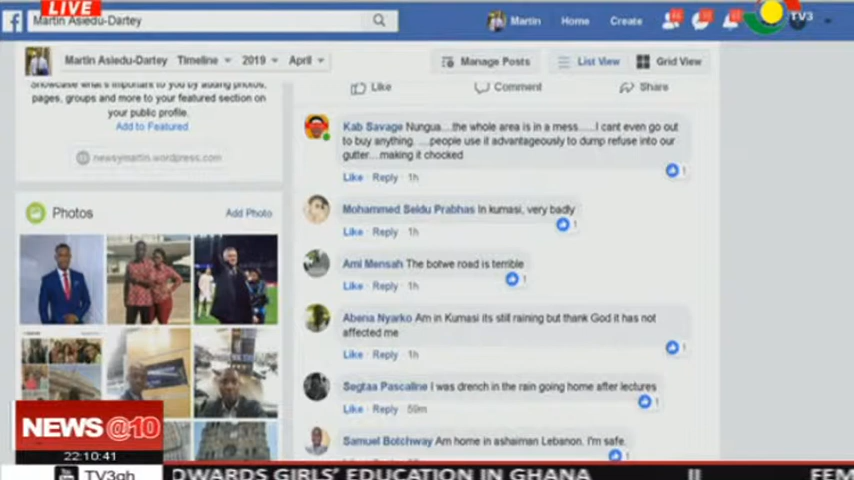 LIVE
Martin Asiedu-Dartey
Martin Home Create
TV3
Martin Asiedu-Dartey Timeline 2019 April
Manage Posts List View Grid View
Showcase what's important to you by adding photos,
pages, groups and more to your featured section on
your public profile.
Add to Featured
newsymartin.wordpress.com
Photos Add Photo
Like Comment Share
Kab Savage Nungua....the whole area is in a mess......I cant even go out
to buy anything. ....people use it advantageously to dump refuse into our
gutter....making it chocked
Like · Reply · 1h
1
Mohammed Seidu Prabhas In kumasi, very badly
Like · Reply · 1h
1
Ami Mensah The botwe road is terrible
Like · Reply · 1h
1
Abena Nyarko Am in Kumasi its still raining but thank God it has not
affected me
Like · Reply · 1h
1
Segtaa Pascaline I was drench in the rain going home after lectures
Like · Reply · 59m
1
Samuel Botchway Am home in ashaiman Lebanon. I'm safe.
1
NEWS@10
22:10:41
TV3gh
DWARDS GIRLS' EDUCATION IN GHANA || FEM